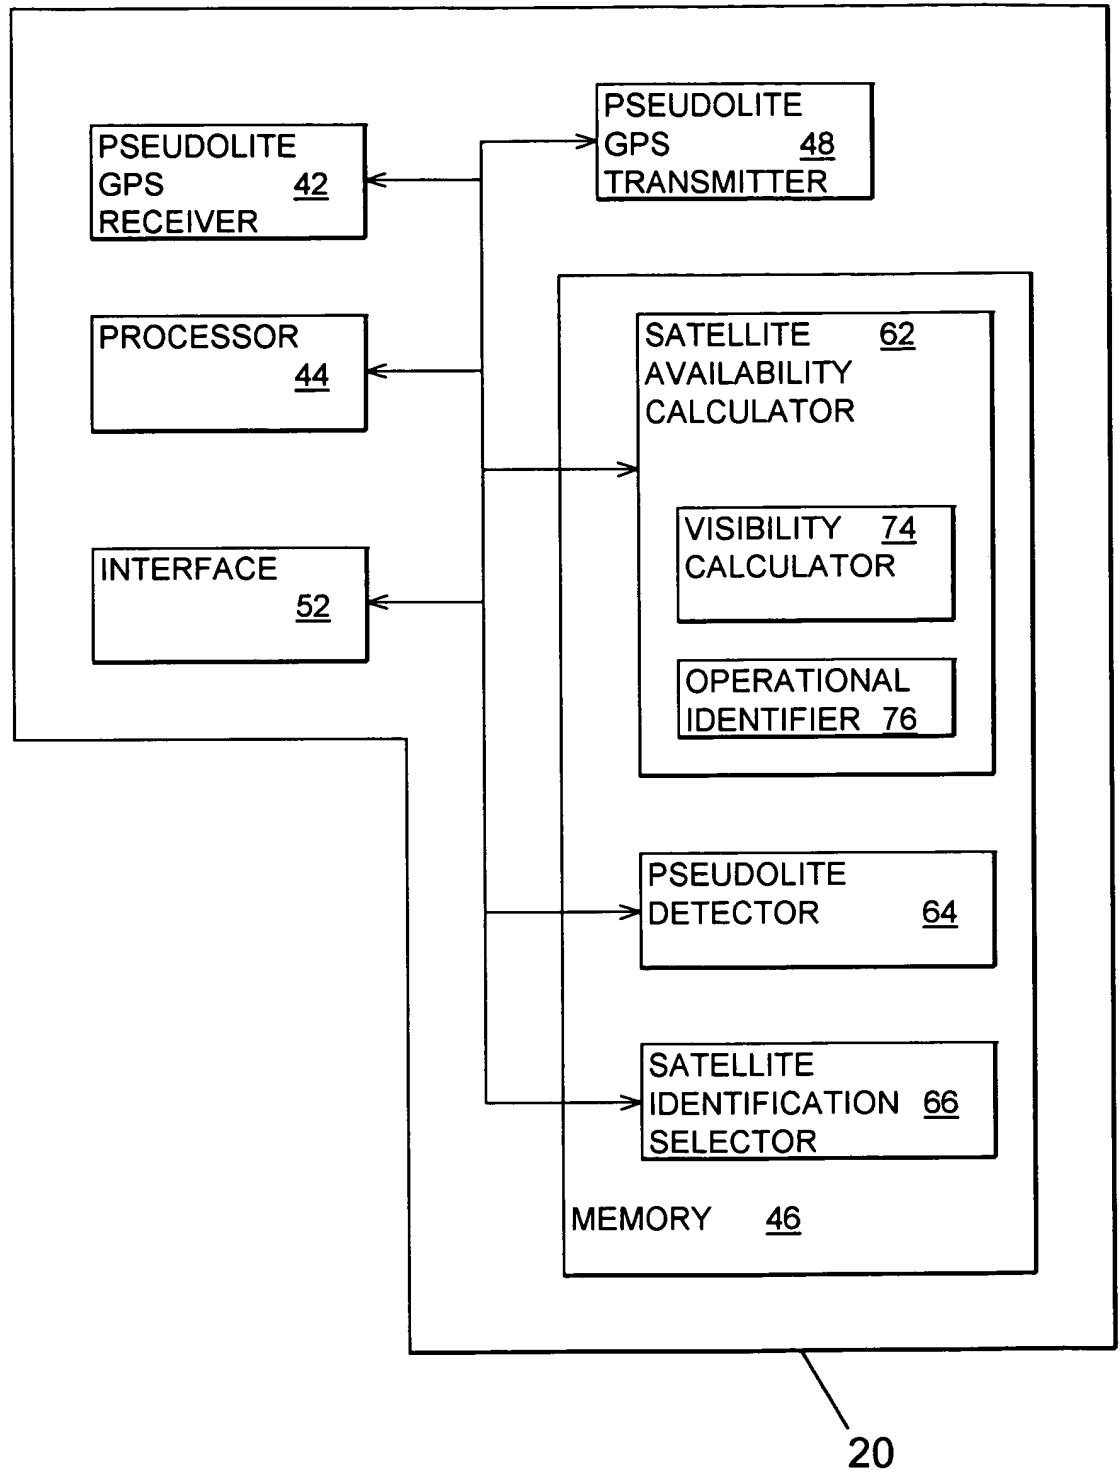 PSEUDOLITE
GPS 42
RECEIVER
PSEUDOLITE
GPS 48
TRANSMITTER
PROCESSOR
44
INTERFACE
52
SATELLITE 62
AVAILABILITY
CALCULATOR
VISIBILITY 74
CALCULATOR
OPERATIONAL
IDENTIFIER 76
PSEUDOLITE
DETECTOR 64
SATELLITE
IDENTIFICATION 66
SELECTOR
MEMORY 46
20